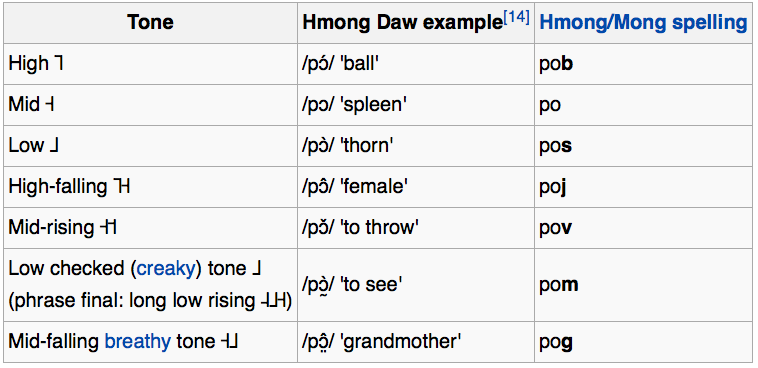 Tone Hmong Daw example[14] Hmong/Mong spelling
High ˥ /pɔ́/ 'ball' pob
Mid ˧ /pɔ/ 'spleen' po
Low ˩ /pɔ̀/ 'thorn' pos
High-falling ˥˧ /pɔ̂/ 'female' poj
Mid-rising ˧˦ /pɔ̌/ 'to throw' pov
Low checked (creaky) tone ˩
(phrase final: long low rising ˨˩˧) /pɔ̰̀/ 'to see' pom
Mid-falling breathy tone ˧˩ /pɔ̤̂/ 'grandmother' pog